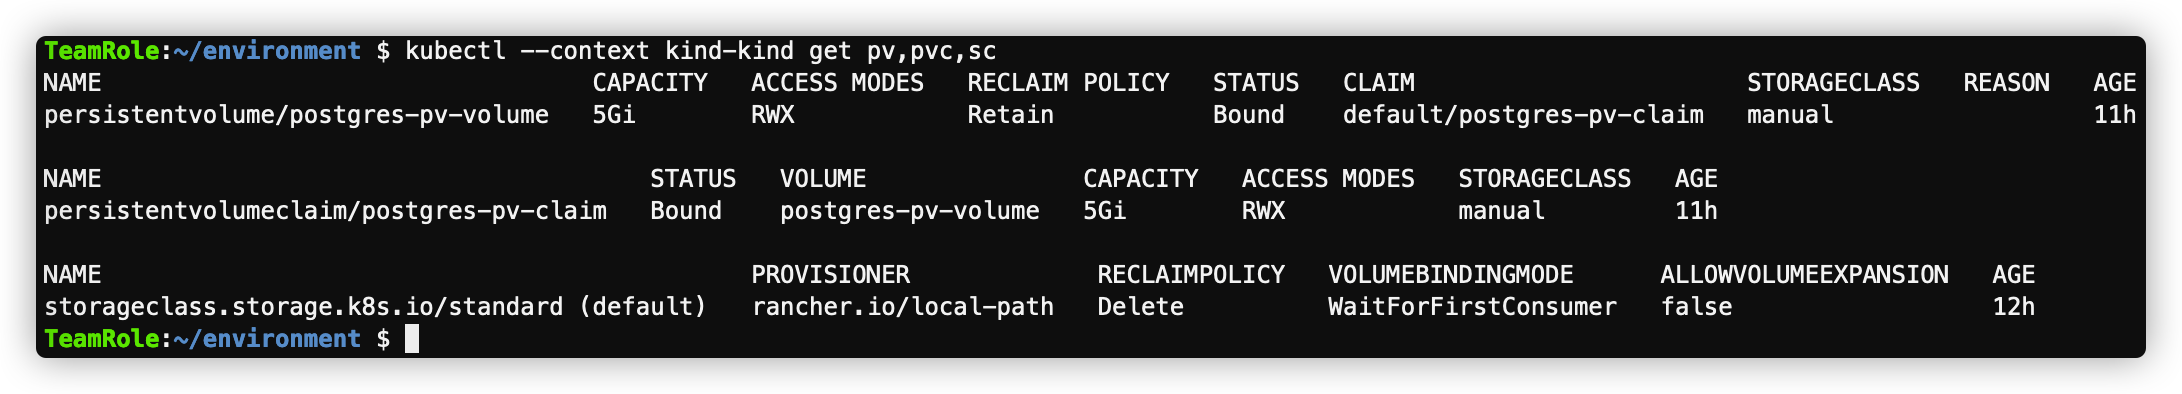 TeamRole:~/environment $ kubectl --context kind-kind get pv,pvc,sc
NAME                                  CAPACITY   ACCESS MODES   RECLAIM POLICY   STATUS   CLAIM                       STORAGECLASS   REASON   AGE
persistentvolume/postgres-pv-volume   5Gi        RWX            Retain           Bound    default/postgres-pv-claim   manual                  11h
NAME                                      STATUS   VOLUME               CAPACITY   ACCESS MODES   STORAGECLASS   AGE
persistentvolumeclaim/postgres-pv-claim   Bound    postgres-pv-volume   5Gi        RWX            manual         11h
NAME                                             PROVISIONER             RECLAIMPOLICY   VOLUMEBINDINGMODE      ALLOWVOLUMEEXPANSION   AGE
storageclass.storage.k8s.io/standard (default)   rancher.io/local-path   Delete          WaitForFirstConsumer   false                  12h
TeamRole:~/environment $